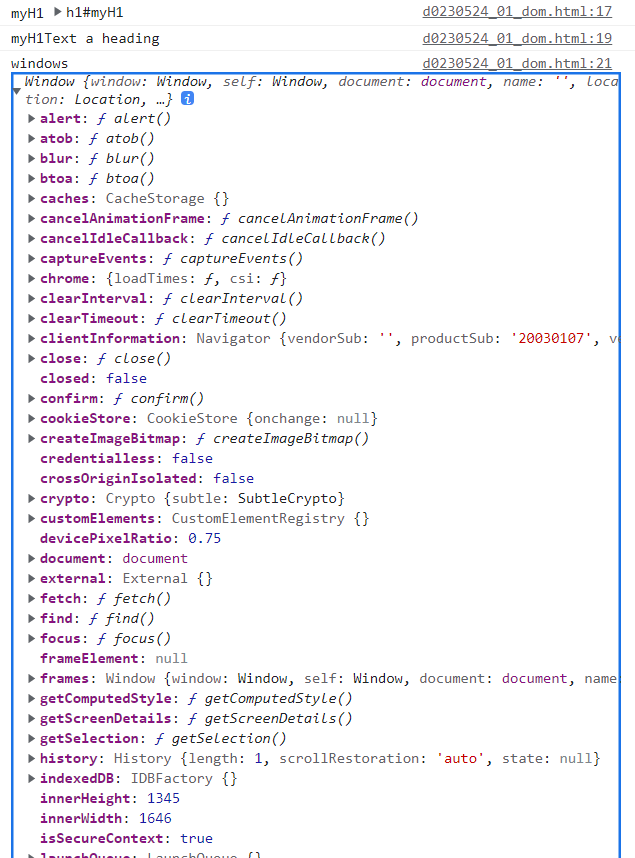 myH1 ▶h1#myH1 d0230524_01_dom.html:17
myH1Text a heading d0230524_01_dom.html:19
windows d0230524_01_dom.html:21
Window {window: Window, self: Window, document: document, name: '', loca
tion: Location, …} i
▶alert: ƒ alert()
▶atob: ƒ atob()
▶blur: ƒ blur()
▶btoa: ƒ btoa()
▶caches: CacheStorage {}
▶cancelAnimationFrame: ƒ cancelAnimationFrame()
▶cancelIdleCallback: ƒ cancelIdleCallback()
▶captureEvents: ƒ captureEvents()
▶chrome: {loadTimes: ƒ, csi: ƒ}
▶clearInterval: ƒ clearInterval()
▶clearTimeout: ƒ clearTimeout()
▶clientInformation: Navigator {vendorSub: '', productSub: '20030107', ve
▶close: ƒ close()
closed: false
▶confirm: ƒ confirm()
▶cookieStore: CookieStore {onchange: null}
▶createImageBitmap: ƒ createImageBitmap()
credentialless: false
crossOriginIsolated: false
▶crypto: Crypto {subtle: SubtleCrypto}
▶customElements: CustomElementRegistry {}
devicePixelRatio: 0.75
▶document: document
▶external: External {}
▶fetch: ƒ fetch()
▶find: ƒ find()
▶focus: ƒ focus()
frameElement: null
▶frames: Window {window: Window, self: Window, document: document, name:
▶getComputedStyle: ƒ getComputedStyle()
▶getScreenDetails: ƒ getScreenDetails()
▶getSelection: ƒ getSelection()
▶history: History {length: 1, scrollRestoration: 'auto', state: null}
▶indexedDB: IDBFactory {}
innerHeight: 1345
innerWidth: 1646
isSecureContext: true
▶launchQueue: LaunchQueue {}